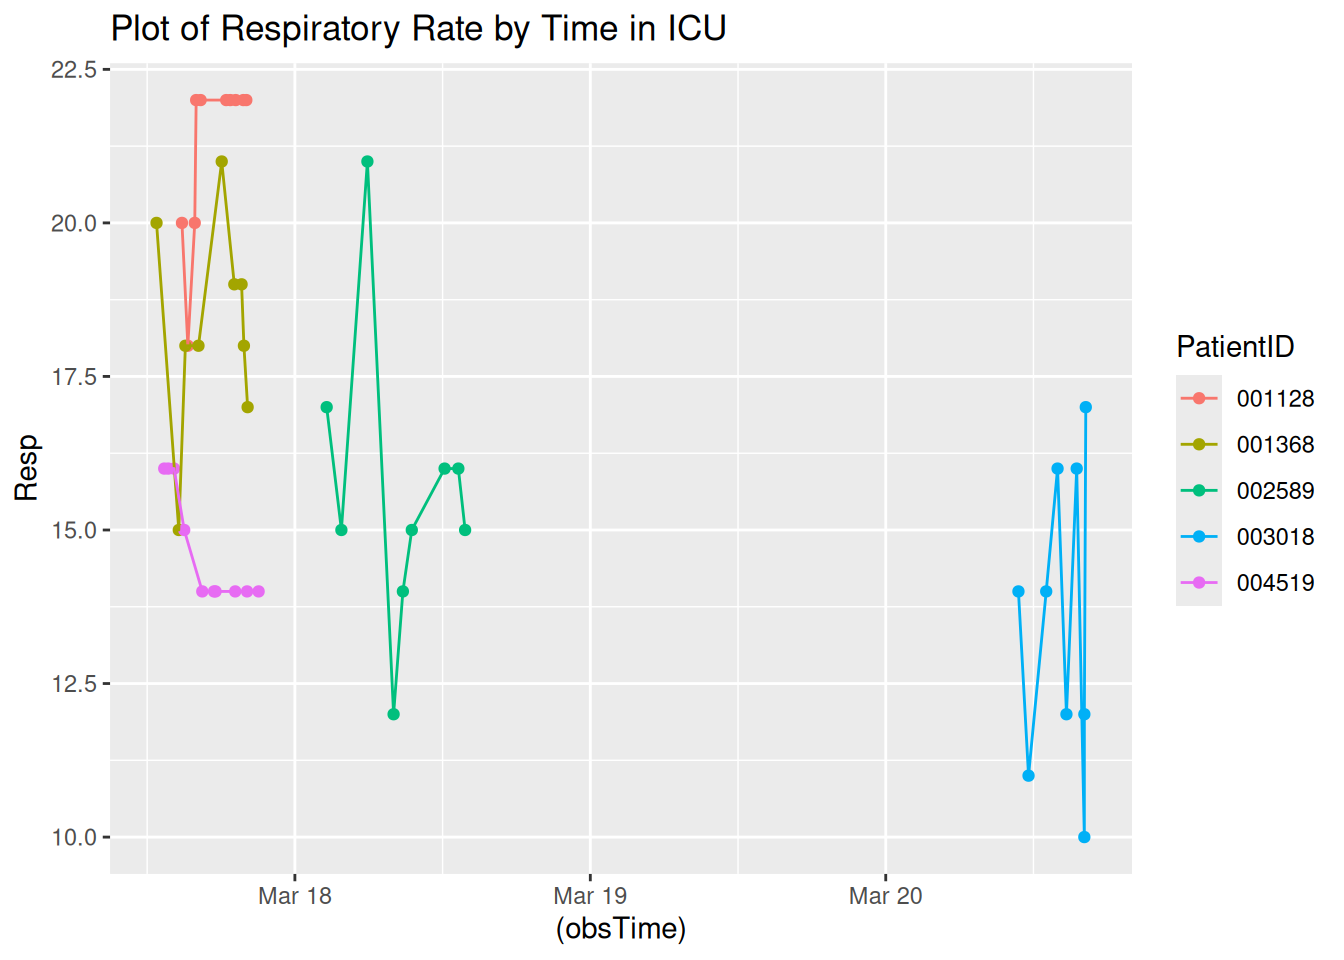 Plot of Respiratory Rate by Time in ICU
22.5
20.0
17.5
15.0
12.5
10.0
Resp
Mar 18
Mar 19
Mar 20
(obsTime)
PatientID
001128
001368
002589
003018
004519